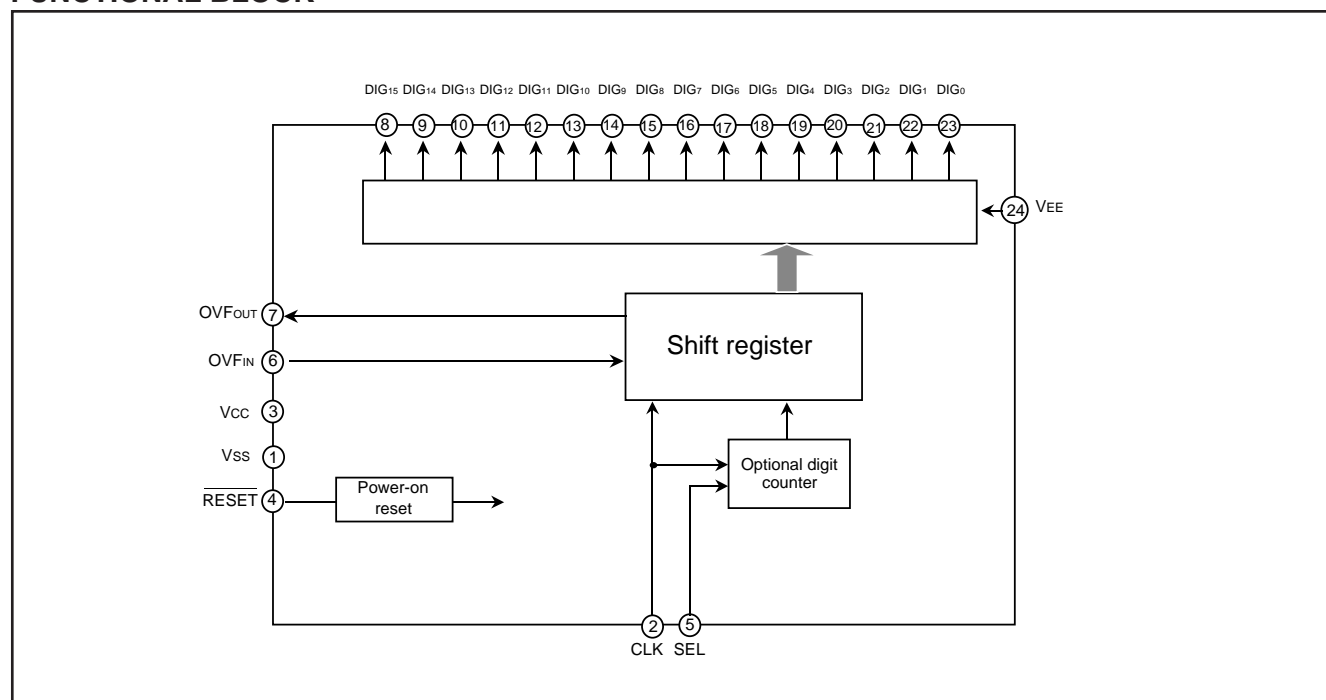 DIG15 DIG14 DIG13 DIG12 DIG11 DIG10 DIG9 DIG8 DIG7 DIG6 DIG5 DIG4 DIG3 DIG2 DIG1 DIG0
8 9 10 11 12 13 14 15 16 17 18 19 20 21 22 23
24 VEE
OVFOUT 7
Shift register
OVFIN 6
VCC 3
VSS 1
Optional digit
counter
RESET 4
Power-on
reset
2 5
CLK SEL